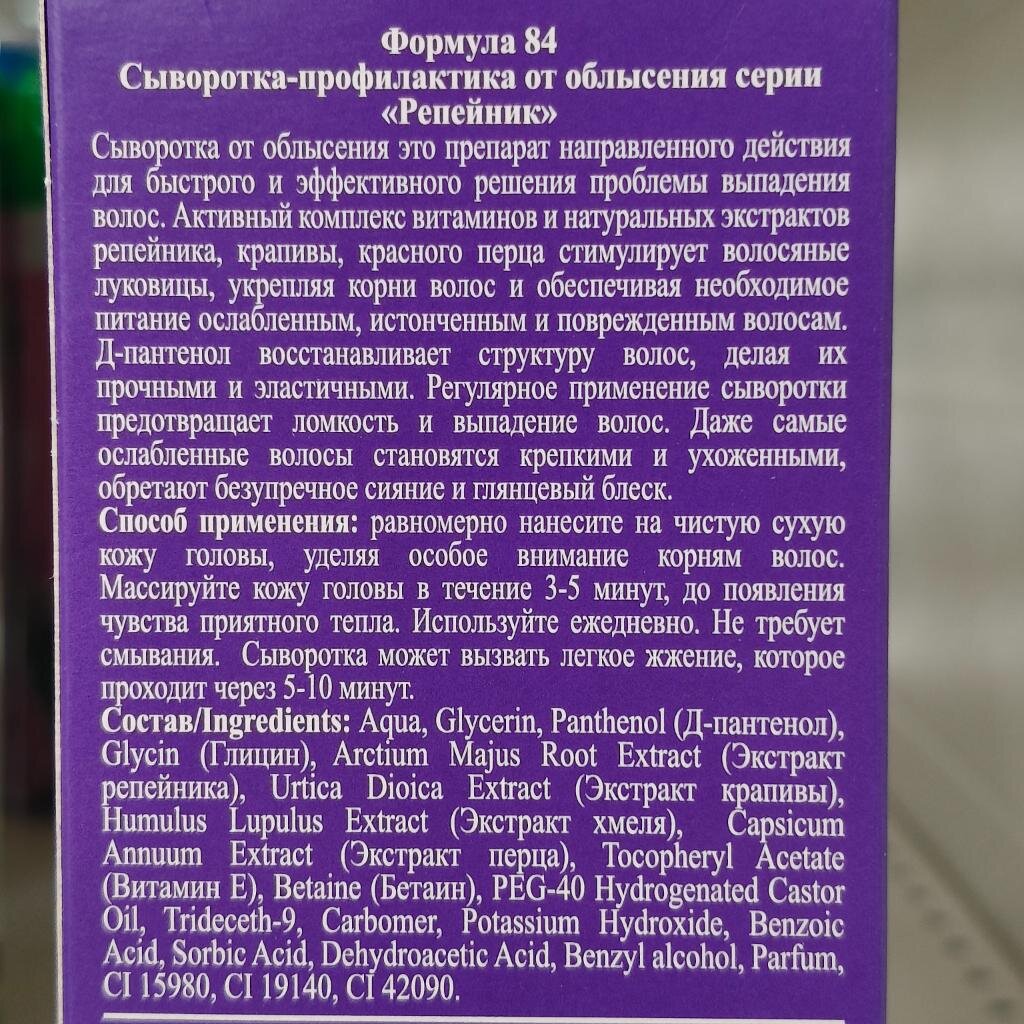 Формула 84
Сыворотка-профилактика от облысения серии
«Репейник»
Сыворотка от облысения это препарат направленного действия
для быстрого и эффективного решения проблемы выпадения
волос. Активный комплекс витаминов и натуральных экстрактов
репейника, крапивы, красного перца стимулирует волосяные
луковицы, укрепляя корни волос и обеспечивая необходимое
питание ослабленным, истонченным и поврежденным волосам.
Д-пантенол восстанавливает структуру волос, делая их
прочными и эластичными. Регулярное применение сыворотки
предотвращает ломкость и выпадение волос. Даже самые
ослабленные волосы становятся крепкими и ухоженными,
обретают безупречное сияние и глянцевый блеск.
Способ применения: равномерно нанесите на чистую сухую
кожу головы, уделяя особое внимание корням волос.
Массируйте кожу головы в течение 3-5 минут, до появления
чувства приятного тепла. Используйте ежедневно. Не требует
смывания. Сыворотка может вызвать легкое жжение, которое
проходит через 5-10 минут.
Состав/Ingredients: Aqua, Glycerin, Panthenol (Д-пантенол),
Glycin (Глицин), Arctium Majus Root Extract (Экстракт
репейника), Urtica Dioica Extract (Экстракт крапивы),
Humulus Lupulus Extract (Экстракт хмеля), Capsicum
Annuum Extract (Экстракт перца), Tocopheryl Acetate
(Витамин Е), Betaine (Бетаин), PEG-40 Hydrogenated Castor
Oil, Trideceth-9, Carbomer, Potassium Hydroxide, Benzoic
Acid, Sorbic Acid, Dehydroacetic Acid, Benzyl alcohol, Parfum,
CI 15980, CI 19140, CI 42090.